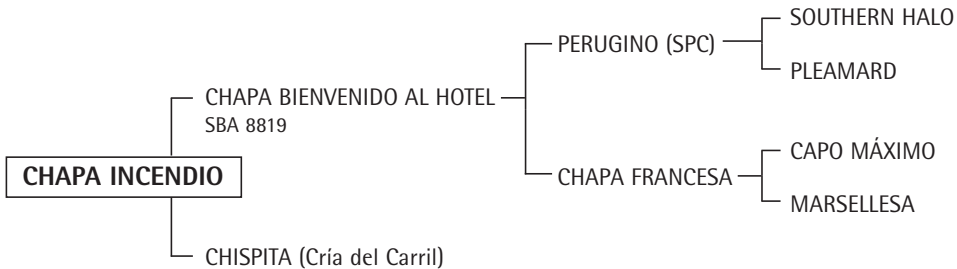 SOUTHERN HALO
PERUGINO (SPC)
PLEAMARD
CHAPA BIENVENIDO AL HOTEL
SBA 8819
CAPO MÁXIMO
CHAPA INCENDIO
CHAPA FRANCESA
MARSELLESA
CHISPITA (Cría del Carril)